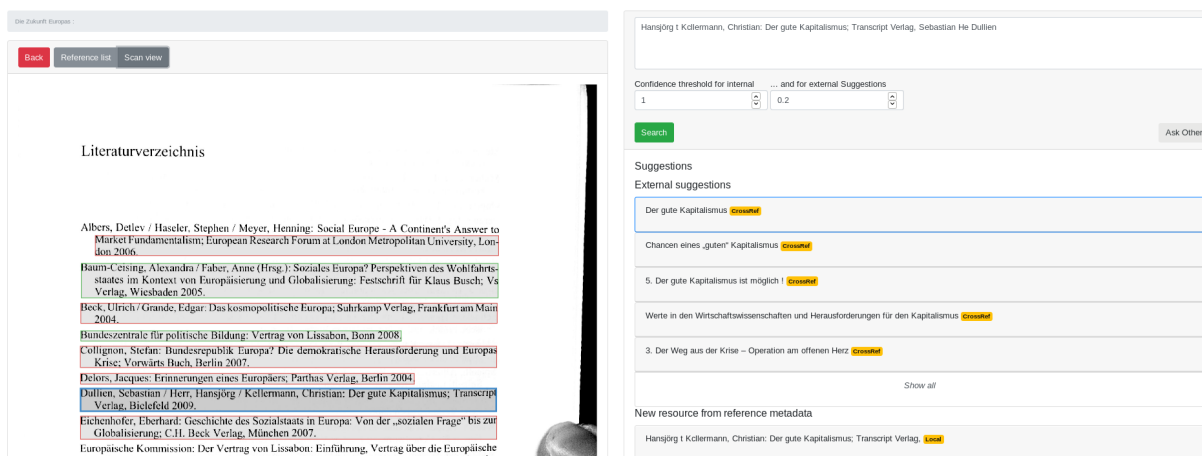 Die Zukunft Europas :
Back
Reference list
Scan view
Literaturverzeichnis
Albers, Detlev / Haseler, Stephen / Meyer, Henning: Social Europe - A Continent's Answer to
Market Fundamentalism; European Research Forum at London Metropolitan University, Lon-
don 2006.
Baum-Ceisig, Alexandra / Faber, Anne (Hrsg.): Soziales Europa? Perspektiven des Wohlfahrts-
staates im Kontext von Europäisierung und Globalisierung: Festschrift für Klaus Busch; Vs
Verlag, Wiesbaden 2005.
Beck, Ulrich / Grande, Edgar: Das kosmopolitische Europa; Suhrkamp Verlag, Frankfurt am Main
2004.
Bundeszentrale für politische Bildung: Vertrag von Lissabon, Bonn 2008.
Collignon, Stefan: Bundesrepublik Europa? Die demokratische Herausforderung und Europas
Krise; Vorwärts Buch, Berlin 2007.
Delors, Jacques: Erinnerungen eines Europäers; Parthas Verlag, Berlin 2004.
Dullien, Sebastian / Herr, Hansjörg / Kellermann, Christian: Der gute Kapitalismus; Transcript
Verlag, Bielefeld 2009.
Eichenhofer, Eberhard: Geschichte des Sozialstaats in Europa: Von der „sozialen Frage“ bis zur
Globalisierung; C.H. Beck Verlag, München 2007.
Europäische Kommission: Der Vertrag von Lissabon: Einführung, Vertrag über die Europäische
Hansjörg t Kcllermann, Christian: Der gute Kapitalismus; Transcript Verlag, Sebastian He Dullien
Confidence threshold for internal
... and for external Suggestions
1
0.2
Search
Ask Other
Suggestions
External suggestions
Der gute Kapitalismus CrossRef
Chancen eines „guten“ Kapitalismus CrossRef
5. Der gute Kapitalismus ist möglich ! CrossRef
Werte in den Wirtschaftswissenschaften und Herausforderungen für den Kapitalismus CrossRef
3. Der Weg aus der Krise – Operation am offenen Herz CrossRef
Show all
New resource from reference metadata
Hansjörg t Kcllermann, Christian: Der gute Kapitalismus; Transcript Verlag, Local